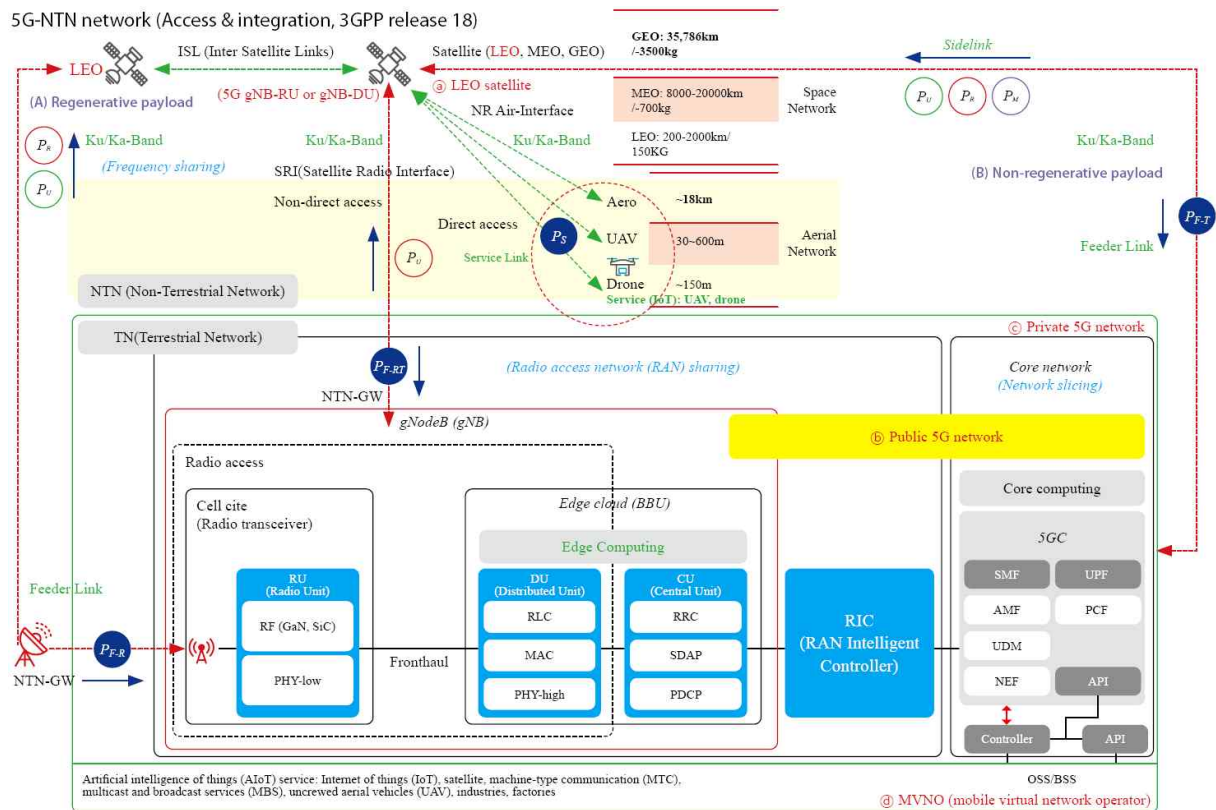 5G-NTN network (Access & integration, 3GPP release 18)
LEO
ISL (Inter Satellite Links)
Satellite (LEO, MEO, GEO)
GEO: 35,786km
/-3500kg
Sidelink
(A) Regenerative payload
(5G gNB-RU or gNB-DU)
ⓐ LEO satellite
NR Air-Interface
MEO: 8000-20000km
/-700kg
LEO: 200-2000km/
150KG
Space
Network
P_U
P_R
P_M
P_R
P_U
Ku/Ka-Band
(Frequency sharing)
Ku/Ka-Band
Ku/Ka-Band
Ku/Ka-Band
SRI(Satellite Radio Interface)
Non-direct access
(B) Non-regenerative payload
Direct access
Service Link
P_S
P_U
Aero
UAV
Drone
Service (IoT): UAV, drone
~18km
30~600m
~150m
Aerial
Network
P_F-T
Feeder Link
NTN (Non-Terrestrial Network)
TN(Terrestrial Network)
ⓒ Private 5G network
P_F-RT
NTN-GW
(Radio access network (RAN) sharing)
Core network
(Network slicing)
gNodeB (gNB)
ⓑ Public 5G network
Radio access
Cell cite
(Radio transceiver)
Edge cloud (BBU)
Edge Computing
Core computing
5GC
SMF
UPF
AMF
PCF
UDM
NEF
API
Controller
API
RU
(Radio Unit)
RF (GaN, SiC)
PHY-low
Fronthaul
DU
(Distributed Unit)
RLC
MAC
PHY-high
CU
(Central Unit)
RRC
SDAP
PDCP
RIC
(RAN Intelligent
Controller)
Feeder Link
P_F-R
NTN-GW
Artificial intelligence of things (AIoT) service: Internet of things (IoT), satellite, machine-type communication (MTC),
multicast and broadcast services (MBS), uncrewed aerial vehicles (UAV), industries, factories
OSS/BSS
ⓓ MVNO (mobile virtual network operator)